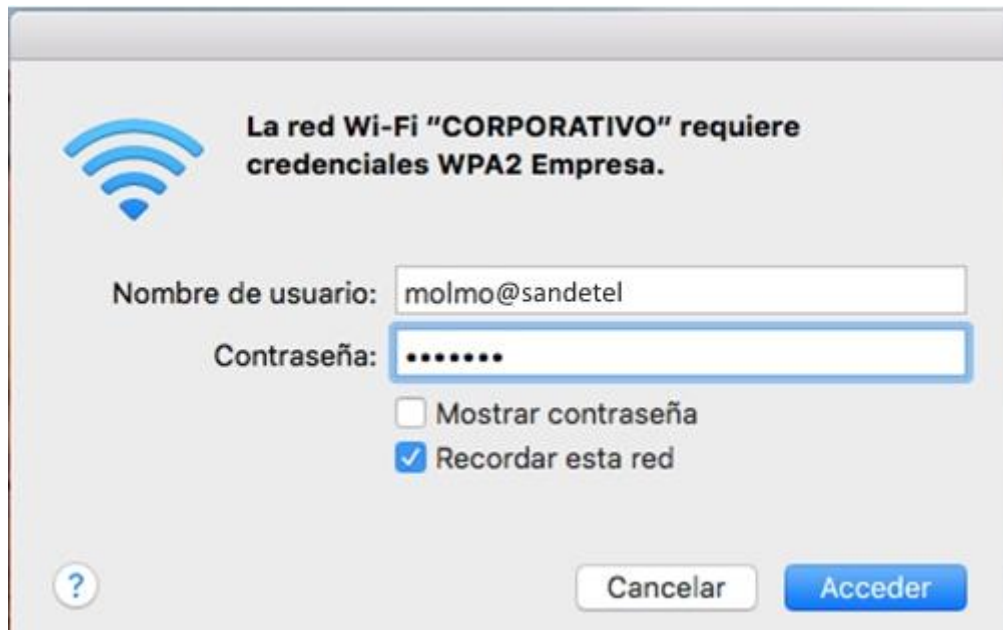 La red Wi-Fi “CORPORATIVO” requiere
credenciales WPA2 Empresa.
Nombre de usuario: molmo@sandetel
Contraseña: •••••••
Mostrar contraseña
Recordar esta red
? Cancelar Acceder